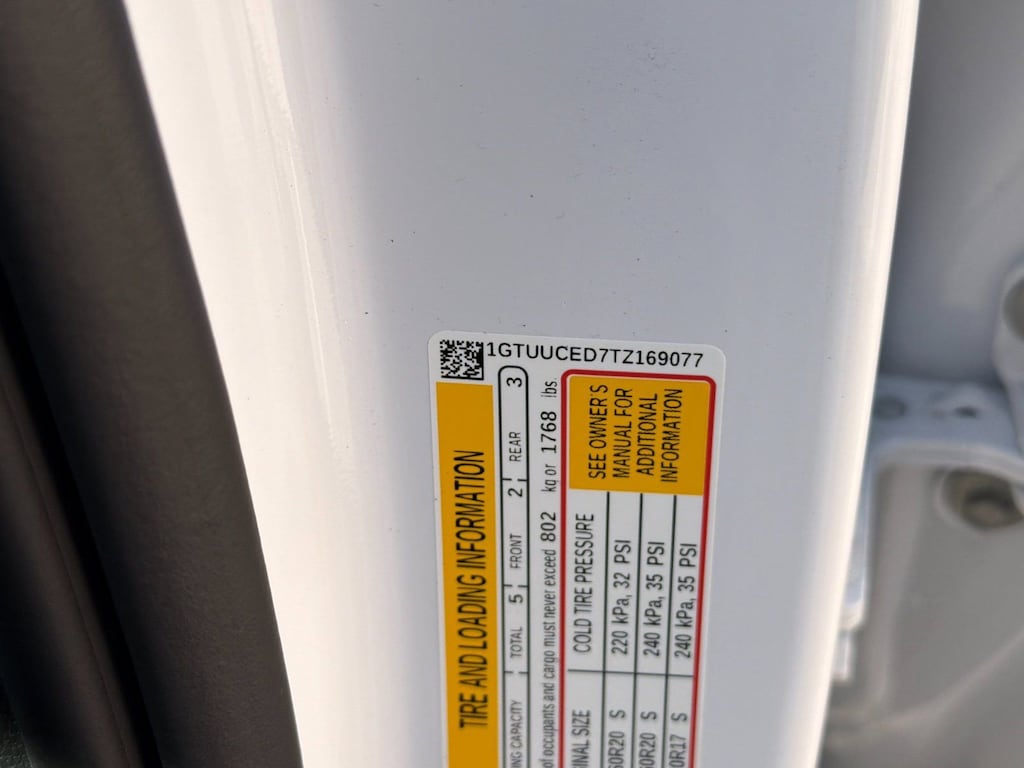 1GTUUCED7TZ169077
TIRE AND LOADING INFORMATION
CAPACITY TOTAL 5 FRONT 2 REAR 3
of occupants and cargo must never exceed 802 kg or 1768 lbs.
SIZE COLD TIRE PRESSURE
S 220 kPa, 32 PSI
S 240 kPa, 35 PSI
S 240 kPa, 35 PSI
SEE OWNER'S
MANUAL FOR
ADDITIONAL
INFORMATION